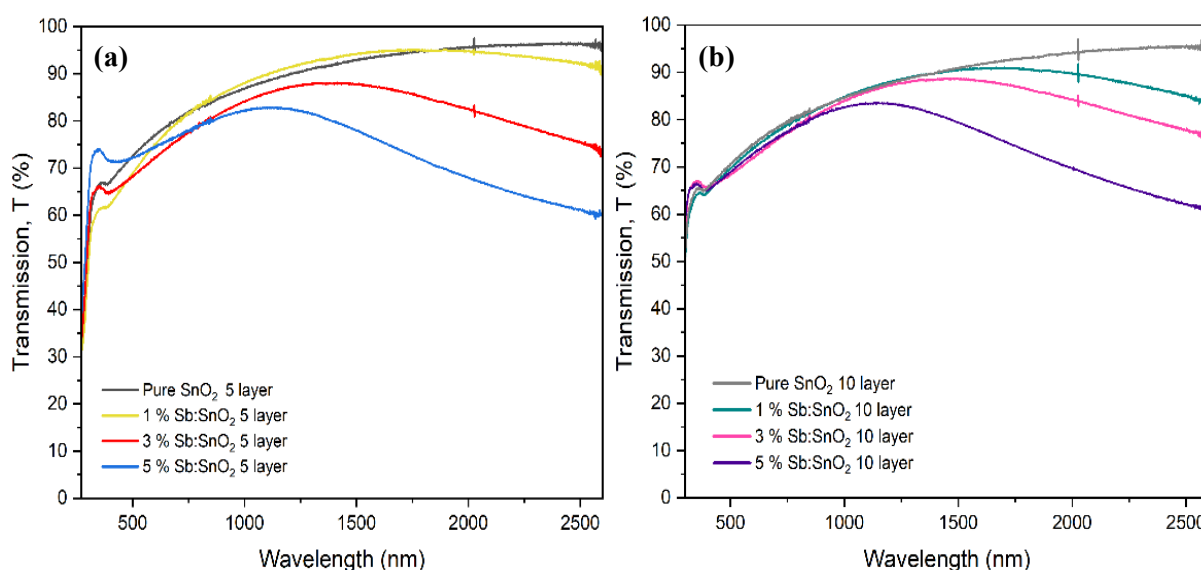 (a)
Transmission, T (%)
100
90
80
70
60
50
40
30
20
10
0
Pure SnO₂ 5 layer
1 % Sb:SnO₂ 5 layer
3 % Sb:SnO₂ 5 layer
5 % Sb:SnO₂ 5 layer
500 1000 1500 2000 2500
Wavelength (nm)
(b)
Transmission, T (%)
100
90
80
70
60
50
40
30
20
10
0
Pure SnO₂ 10 layer
1 % Sb:SnO₂ 10 layer
3 % Sb:SnO₂ 10 layer
5 % Sb:SnO₂ 10 layer
500 1000 1500 2000 2500
Wavelength (nm)